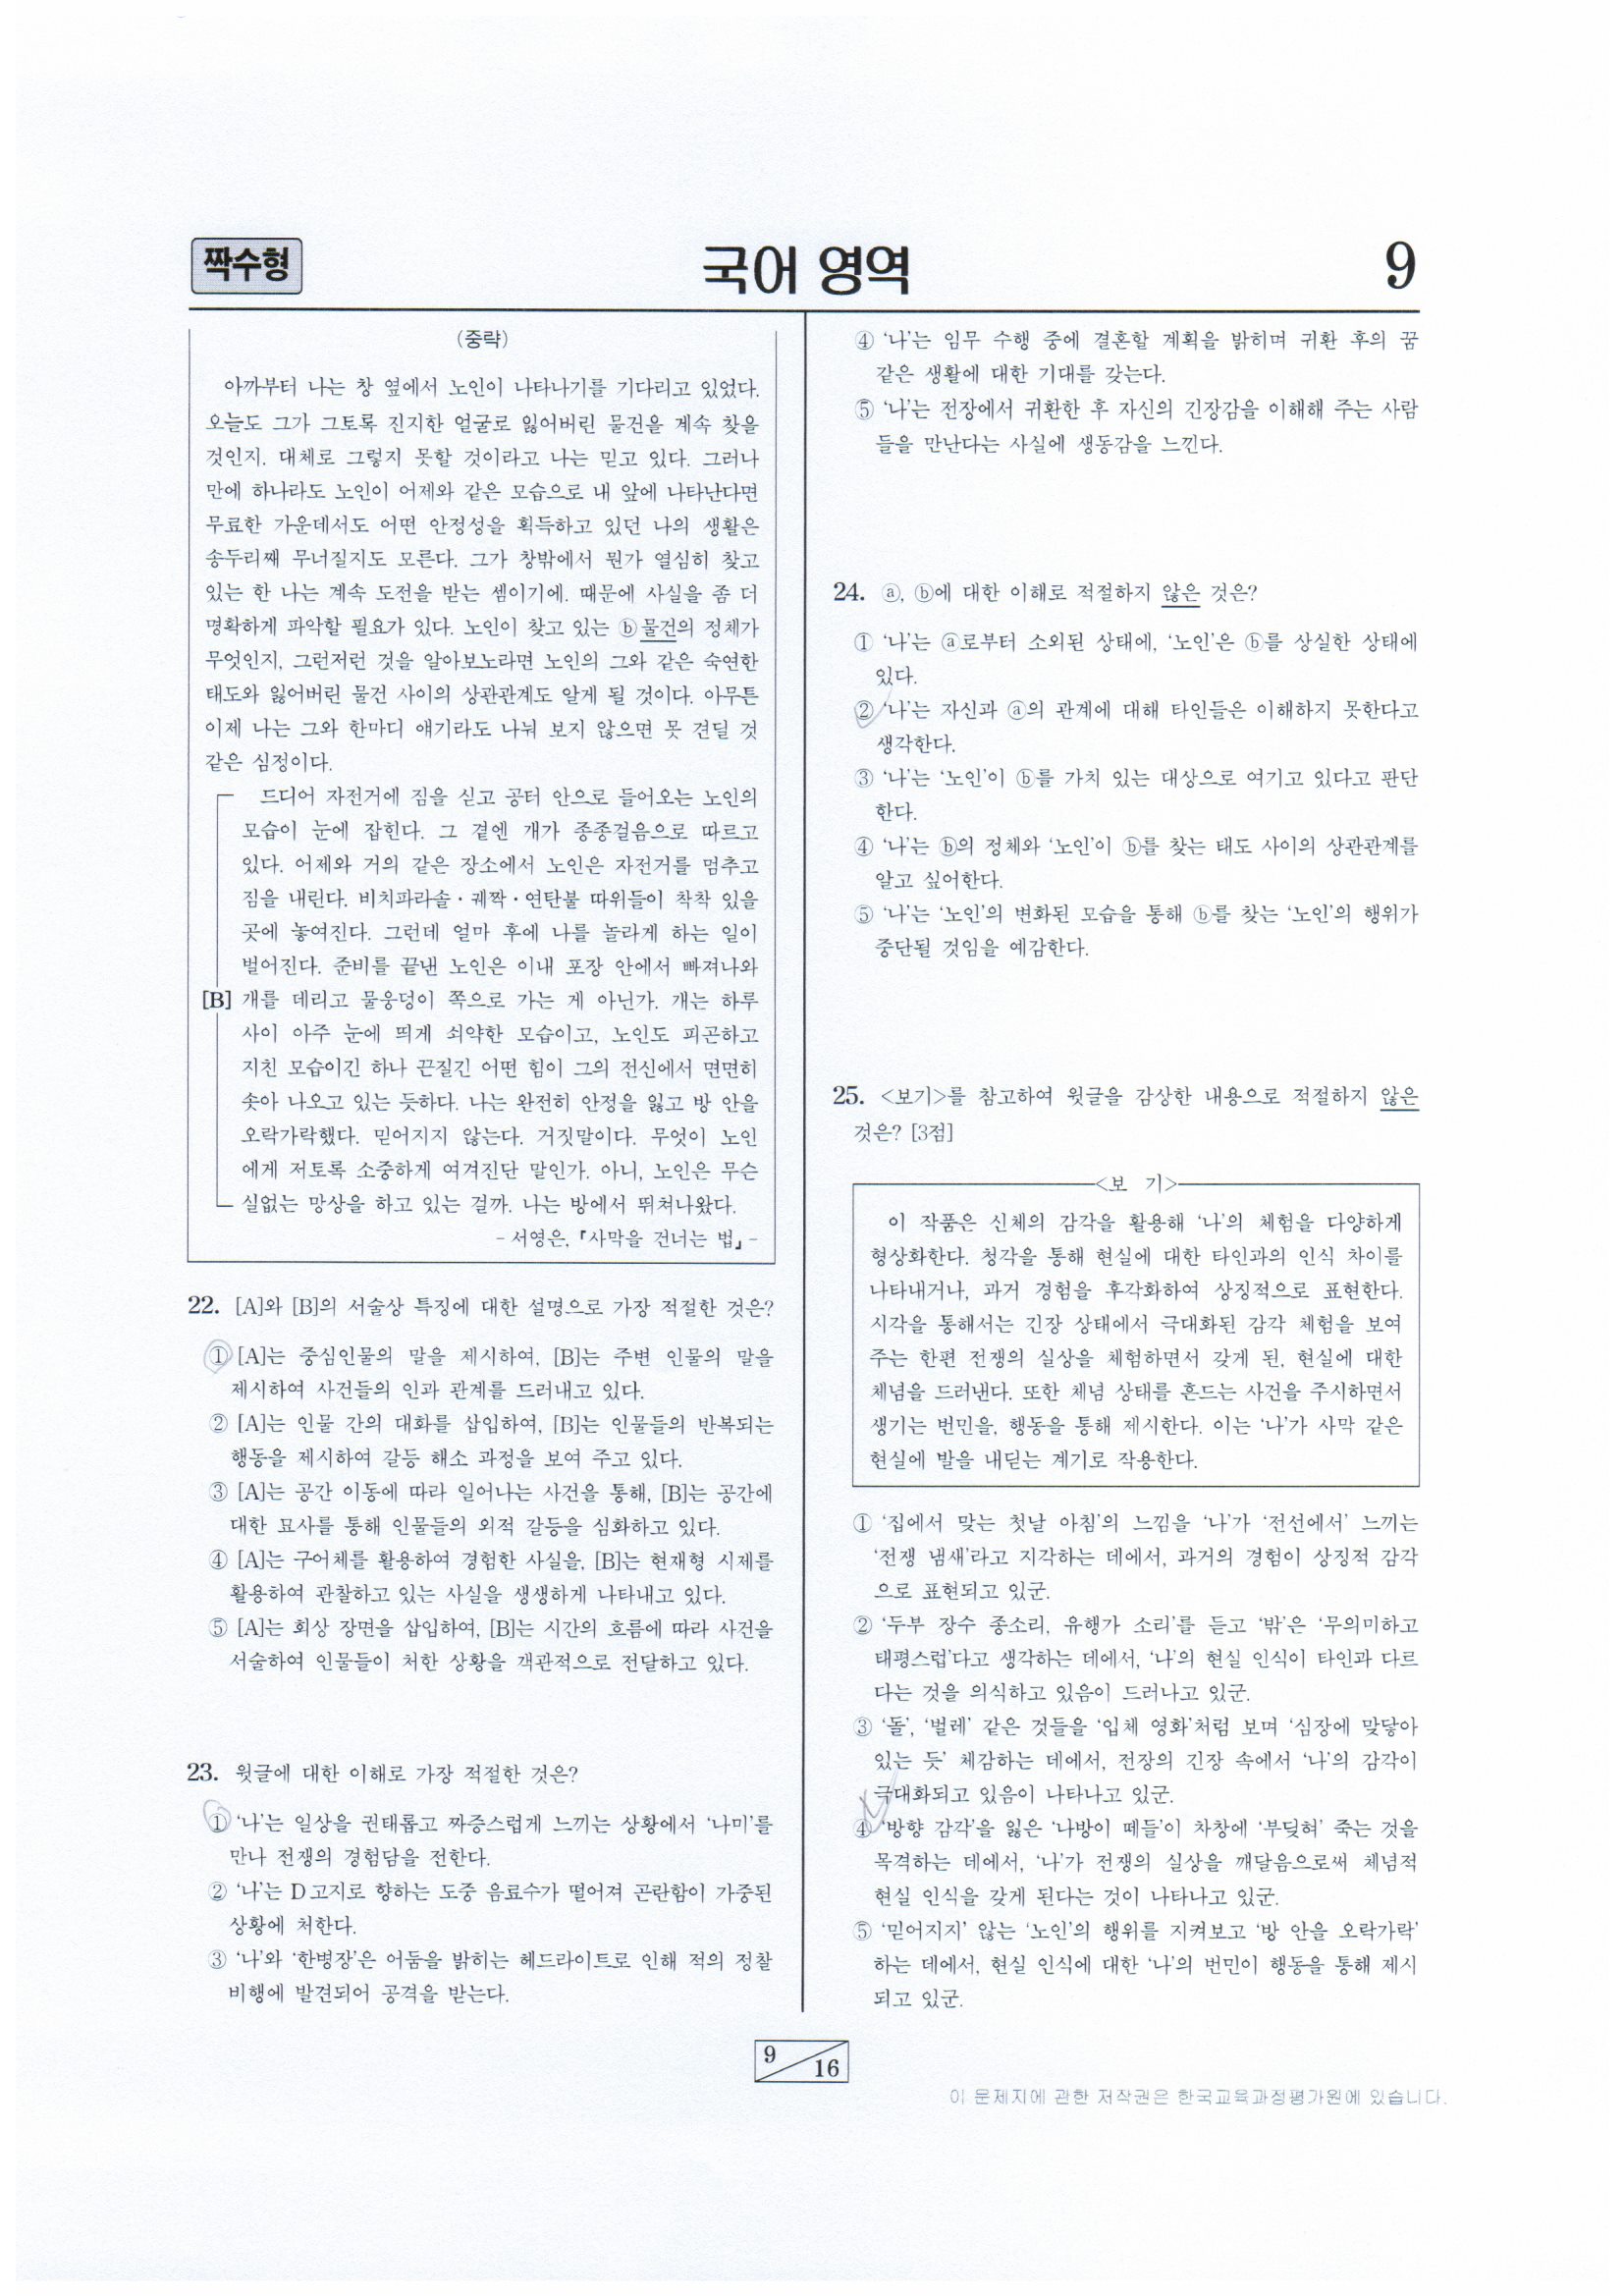 짝수형
국어 영역
9
(중략)
아까부터 나는 창 옆에서 노인이 나타나기를 기다리고 있었다.
오늘도 그가 그토록 진지한 얼굴로 잃어버린 물건을 계속 찾을
것인지. 대체로 그렇지 못할 것이라고 나는 믿고 있다. 그러나
만에 하나라도 노인이 어제와 같은 모습으로 내 앞에 나타난다면
무료한 가운데서도 어떤 안정성을 획득하고 있던 나의 생활은
송두리째 무너질지도 모른다. 그가 창밖에서 뭔가 열심히 찾고
있는 한 나는 계속 도전을 받는 셈이기에. 때문에 사실을 좀 더
명확하게 파악할 필요가 있다. 노인이 찾고 있는 ⓑ물건의 정체가
무엇인지, 그런저런 것을 알아보노라면 노인의 그와 같은 숙연한
태도와 잃어버린 물건 사이의 상관관계도 알게 될 것이다. 아무튼
이제 나는 그와 한마디 얘기라도 나눠 보지 않으면 못 견딜 것
같은 심정이다.
드디어 자전거에 짐을 싣고 공터 안으로 들어오는 노인의
모습이 눈에 잡힌다. 그 곁엔 개가 종종걸음으로 따르고
있다. 어제와 거의 같은 장소에서 노인은 자전거를 멈추고
짐을 내린다. 비치파라솔·궤짝·연탄불 따위들이 착착 있을
곳에 놓여진다. 그런데 얼마 후에 나를 놀라게 하는 일이
벌어진다. 준비를 끝낸 노인은 이내 포장 안에서 빠져나와
[B] 개를 데리고 물웅덩이 쪽으로 가는 게 아닌가. 개는 하루
사이 아주 눈에 띄게 쇠약한 모습이고, 노인도 피곤하고
지친 모습이긴 하나 끈질긴 어떤 힘이 그의 전신에서 면면히
솟아 나오고 있는 듯하다. 나는 완전히 안정을 잃고 방 안을
오락가락했다. 믿어지지 않는다. 거짓말이다. 무엇이 노인
에게 저토록 소중하게 여겨진단 말인가. 아니, 노인은 무슨
실없는 망상을 하고 있는 걸까. 나는 방에서 뛰쳐나왔다.
- 서영은, 『사막을 건너는 법』 -
22. [A]와 [B]의 서술상 특징에 대한 설명으로 가장 적절한 것은?
① [A]는 중심인물의 말을 제시하여, [B]는 주변 인물의 말을
제시하여 사건들의 인과 관계를 드러내고 있다.
② [A]는 인물 간의 대화를 삽입하여, [B]는 인물들의 반복되는
행동을 제시하여 갈등 해소 과정을 보여 주고 있다.
③ [A]는 공간 이동에 따라 일어나는 사건을 통해, [B]는 공간에
대한 묘사를 통해 인물들의 외적 갈등을 심화하고 있다.
④ [A]는 구어체를 활용하여 경험한 사실을, [B]는 현재형 시제를
활용하여 관찰하고 있는 사실을 생생하게 나타내고 있다.
⑤ [A]는 회상 장면을 삽입하여, [B]는 시간의 흐름에 따라 사건을
서술하여 인물들이 처한 상황을 객관적으로 전달하고 있다.
23. 윗글에 대한 이해로 가장 적절한 것은?
① ‘나’는 일상을 권태롭고 짜증스럽게 느끼는 상황에서 ‘나미’를
만나 전쟁의 경험담을 전한다.
② ‘나’는 D고지로 향하는 도중 음료수가 떨어져 곤란함이 가중된
상황에 처한다.
③ ‘나’와 ‘한병장’은 어둠을 밝히는 헤드라이트로 인해 적의 정찰
비행에 발견되어 공격을 받는다.
④ ‘나’는 임무 수행 중에 결혼할 계획을 밝히며 귀환 후의 꿈
같은 생활에 대한 기대를 갖는다.
⑤ ‘나’는 전장에서 귀환한 후 자신의 긴장감을 이해해 주는 사람
들을 만난다는 사실에 생동감을 느낀다.
24. ⓐ, ⓑ에 대한 이해로 적절하지 않은 것은?
① ‘나’는 ⓐ로부터 소외된 상태에, ‘노인’은 ⓑ를 상실한 상태에
있다.
② ‘나’는 자신과 ⓐ의 관계에 대해 타인들은 이해하지 못한다고
생각한다.
③ ‘나’는 ‘노인’이 ⓑ를 가치 있는 대상으로 여기고 있다고 판단
한다.
④ ‘나’는 ⓑ의 정체와 ‘노인’이 ⓑ를 찾는 태도 사이의 상관관계를
알고 싶어한다.
⑤ ‘나’는 ‘노인’의 변화된 모습을 통해 ⓑ를 찾는 ‘노인’의 행위가
중단될 것임을 예감한다.
25. <보기>를 참고하여 윗글을 감상한 내용으로 적절하지 않은
것은? [3점]
<보 기>
이 작품은 신체의 감각을 활용해 ‘나’의 체험을 다양하게
형상화한다. 청각을 통해 현실에 대한 타인과의 인식 차이를
나타내거나, 과거 경험을 후각화하여 상징적으로 표현한다.
시각을 통해서는 긴장 상태에서 극대화된 감각 체험을 보여
주는 한편 전쟁의 실상을 체험하면서 갖게 된, 현실에 대한
체념을 드러낸다. 또한 체념 상태를 흔드는 사건을 주시하면서
생기는 번민을, 행동을 통해 제시한다. 이는 ‘나’가 사막 같은
현실에 발을 내딛는 계기로 작용한다.
① ‘집에서 맞는 첫날 아침’의 느낌을 ‘나’가 ‘전선에서’ 느끼는
‘전쟁 냄새’라고 지각하는 데에서, 과거의 경험이 상징적 감각
으로 표현되고 있군.
② ‘두부 장수 종소리, 유행가 소리’를 듣고 ‘밖’은 ‘무의미하고
태평스럽’다고 생각하는 데에서, ‘나’의 현실 인식이 타인과 다르
다는 것을 의식하고 있음이 드러나고 있군.
③ ‘돌’, ‘벌레’ 같은 것들을 ‘입체 영화’처럼 보며 ‘심장에 맞닿아
있는 듯’ 체감하는 데에서, 전장의 긴장 속에서 ‘나’의 감각이
극대화되고 있음이 나타나고 있군.
④ ‘방향 감각’을 잃은 ‘나방이 떼들’이 차창에 ‘부딪혀’ 죽는 것을
목격하는 데에서, ‘나’가 전쟁의 실상을 깨달음으로써 체념적
현실 인식을 갖게 된다는 것이 나타나고 있군.
⑤ ‘믿어지지’ 않는 ‘노인’의 행위를 지켜보고 ‘방 안을 오락가락’
하는 데에서, 현실 인식에 대한 ‘나’의 번민이 행동을 통해 제시
되고 있군.
9
16
이 문제지에 관한 저작권은 한국교육과정평가원에 있습니다.